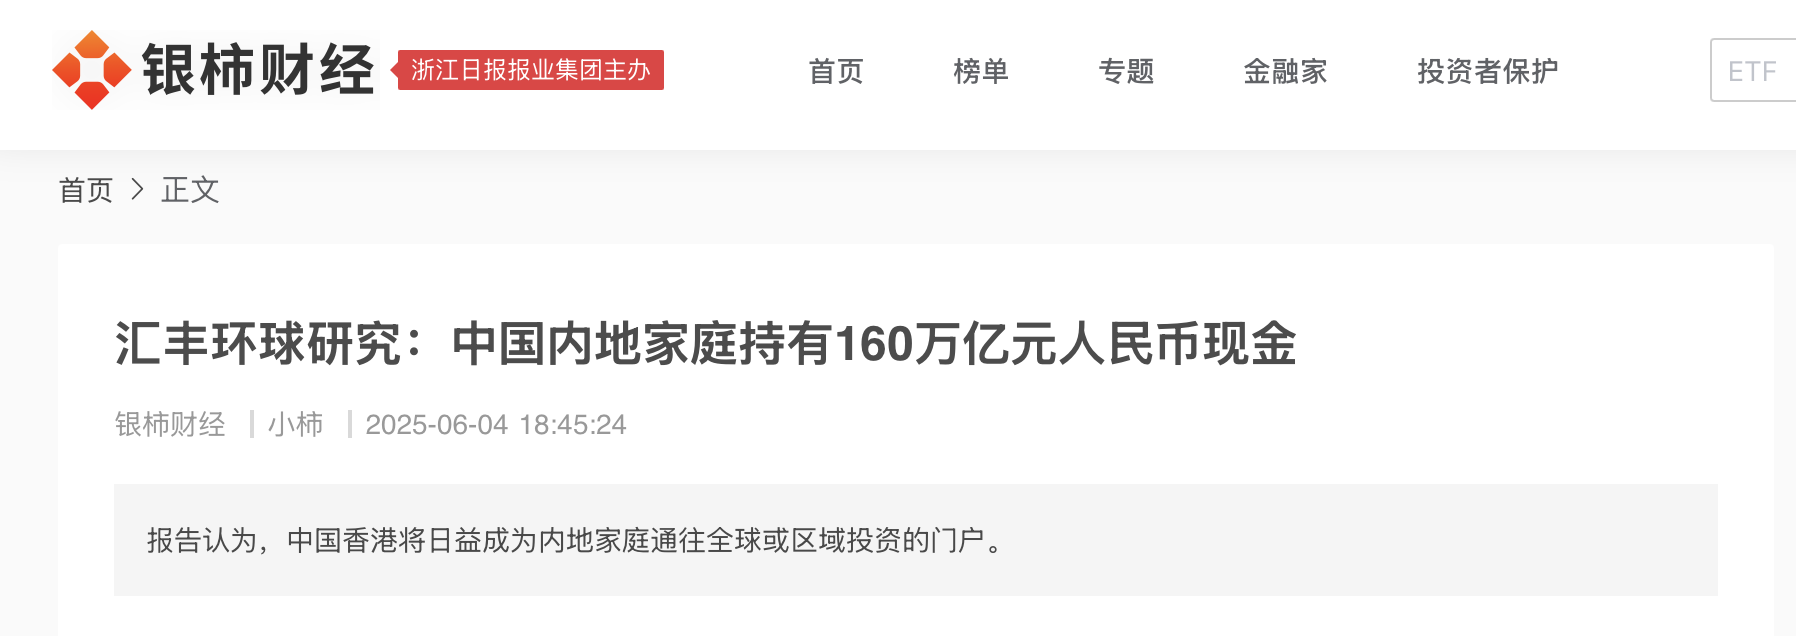 银柿财经 浙江日报报业集团主办 首页 榜单 专题 金融家 投资者保护 ETF
首页 > 正文
汇丰环球研究：中国内地家庭持有160万亿元人民币现金
银柿财经 | 小柿 | 2025-06-04 18:45:24
报告认为，中国香港将日益成为内地家庭通往全球或区域投资的门户。